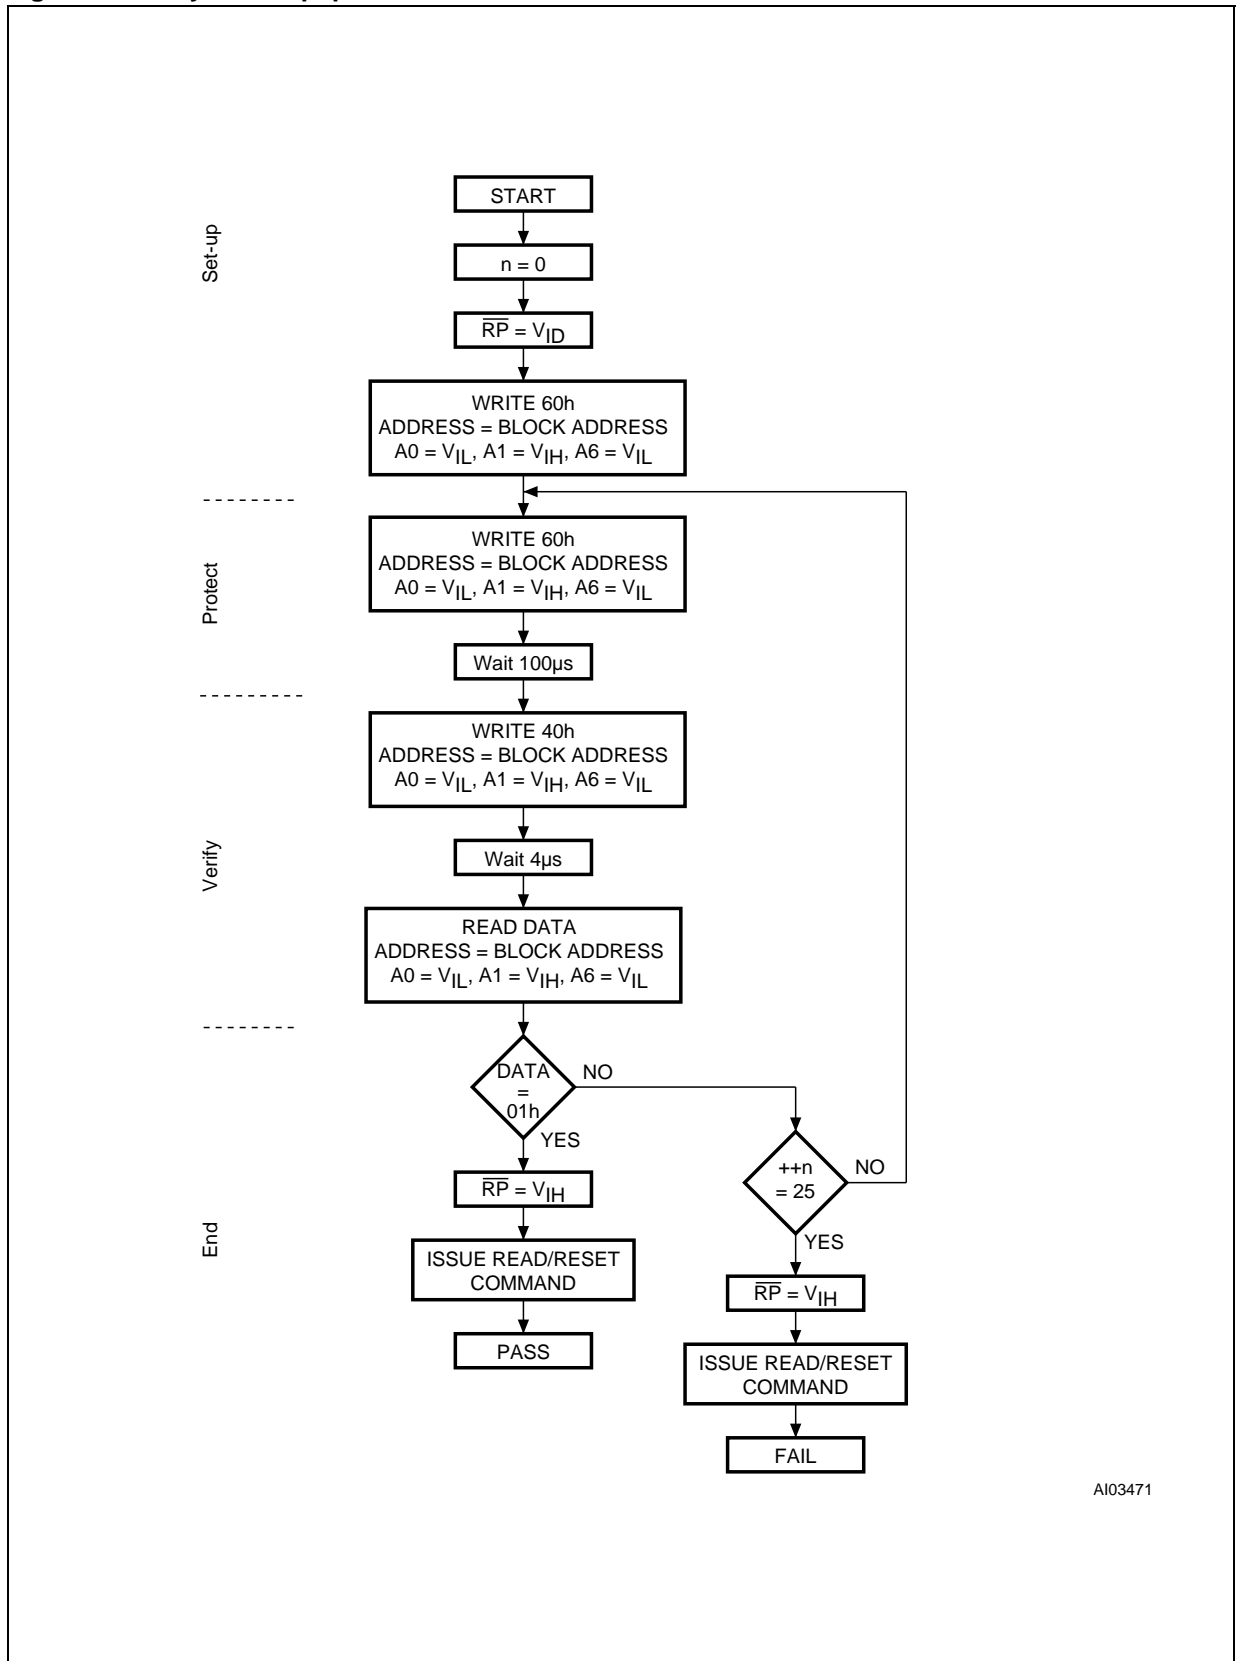 Set-up
START
n = 0
RP = VID
WRITE 60h
ADDRESS = BLOCK ADDRESS
A0 = VIL, A1 = VIH, A6 = VIL
Protect
WRITE 60h
ADDRESS = BLOCK ADDRESS
A0 = VIL, A1 = VIH, A6 = VIL
Wait 100µs
Verify
WRITE 40h
ADDRESS = BLOCK ADDRESS
A0 = VIL, A1 = VIH, A6 = VIL
Wait 4µs
READ DATA
ADDRESS = BLOCK ADDRESS
A0 = VIL, A1 = VIH, A6 = VIL
End
DATA
=
01h
NO
YES
++n
= 25
NO
YES
RP = VIH
ISSUE READ/RESET
COMMAND
PASS
RP = VIH
ISSUE READ/RESET
COMMAND
FAIL
AI03471